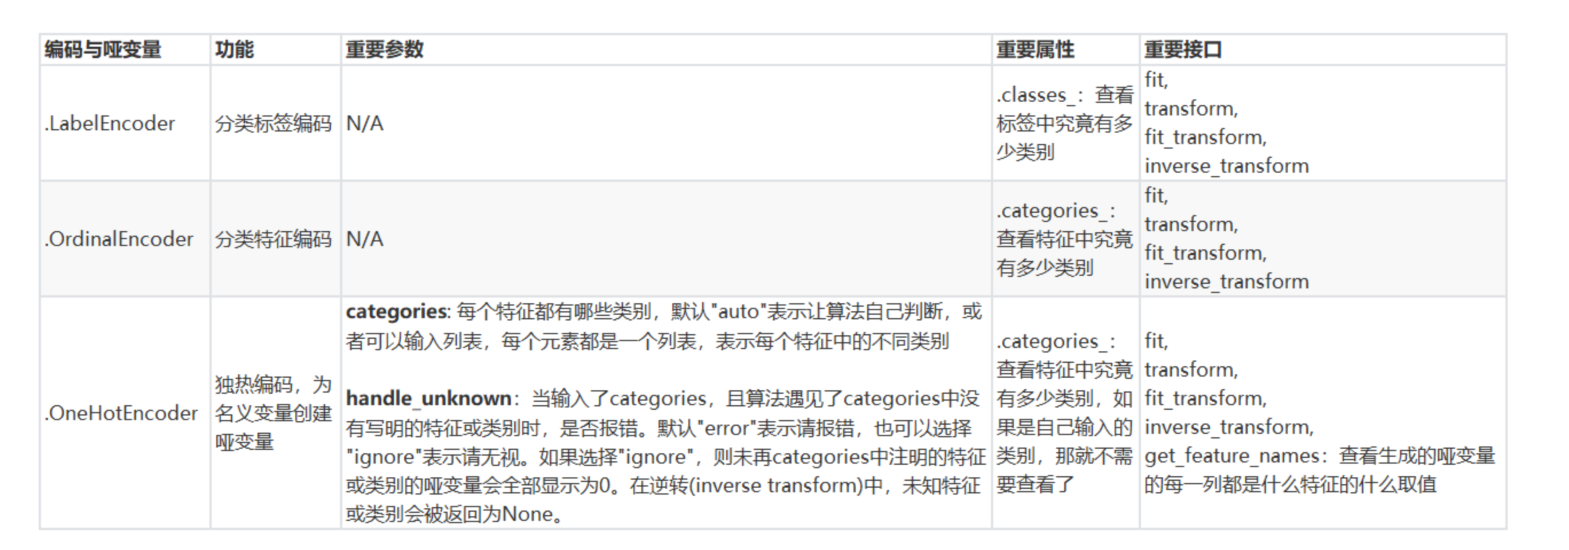 编码与哑变量 功能 重要参数 重要属性 重要接口
.LabelEncoder 分类标签编码 N/A
.classes_：查看
标签中究竟有多
少类别
fit,
transform,
fit_transform,
inverse_transform
.OrdinalEncoder 分类特征编码 N/A
.categories_：
查看特征中究竟
有多少类别
fit,
transform,
fit_transform,
inverse_transform
.OneHotEncoder
独热编码，为
名义变量创建
哑变量
categories: 每个特征都有哪些类别，默认"auto"表示让算法自己判断，或
者可以输入列表，每个元素都是一个列表，表示每个特征中的不同类别
handle_unknown：当输入了categories，且算法遇见了categories中没
有写明的特征或类别时，是否报错。默认"error"表示请报错，也可以选择
"ignore"表示请无视。如果选择"ignore"，则未再categories中注明的特征
或类别的哑变量会全部显示为0。在逆转(inverse transform)中，未知特征
或类别会被返回为None。
.categories_：
查看特征中究竟
有多少类别，如
果是自己输入的
类别，那就不需
要查看了
fit,
transform,
fit_transform,
inverse_transform,
get_feature_names：查看生成的哑变量
的每一列都是什么特征的什么取值